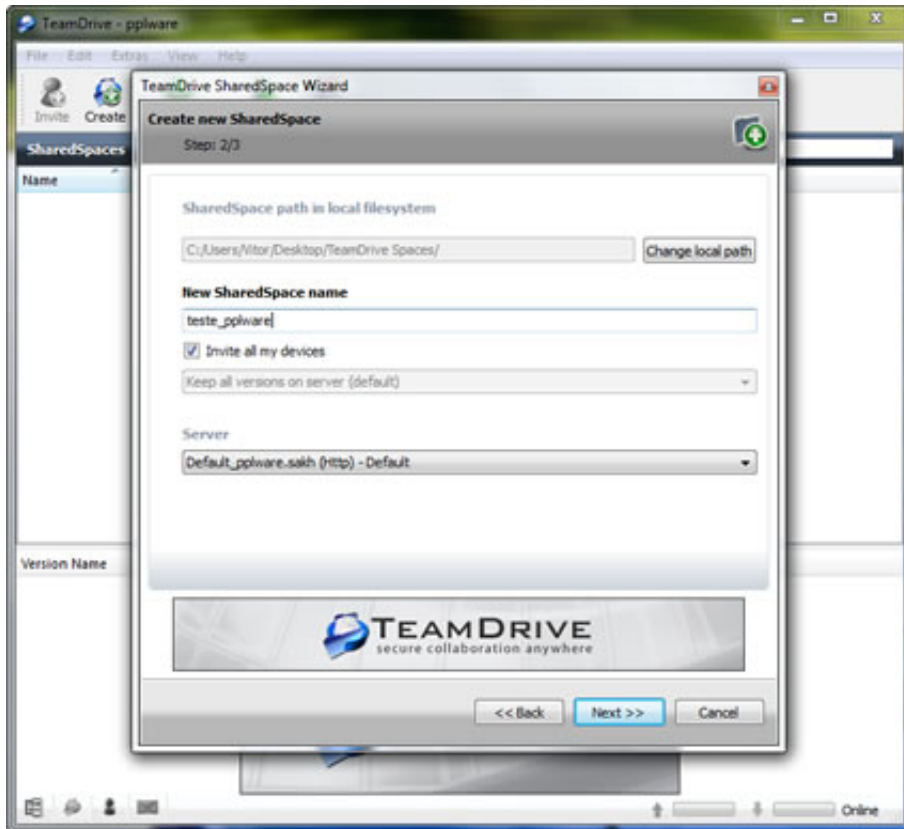 TeamDrive - pplware
File Edit Extras View Help
Invite Create
TeamDrive SharedSpace Wizard
Create new SharedSpace
Step: 2/3
SharedSpaces
Name
SharedSpace path in local filesystem
C:/Users/Vitor/Desktop/TeamDrive Spaces/ Change local path
New SharedSpace name
teste_pplware
Invite all my devices
Keep all versions on server (default)
Server
Default_pplware.sakh (Http) - Default
Version Name
TEAMDRIVE
secure collaboration anywhere
<< Back Next >> Cancel
Online